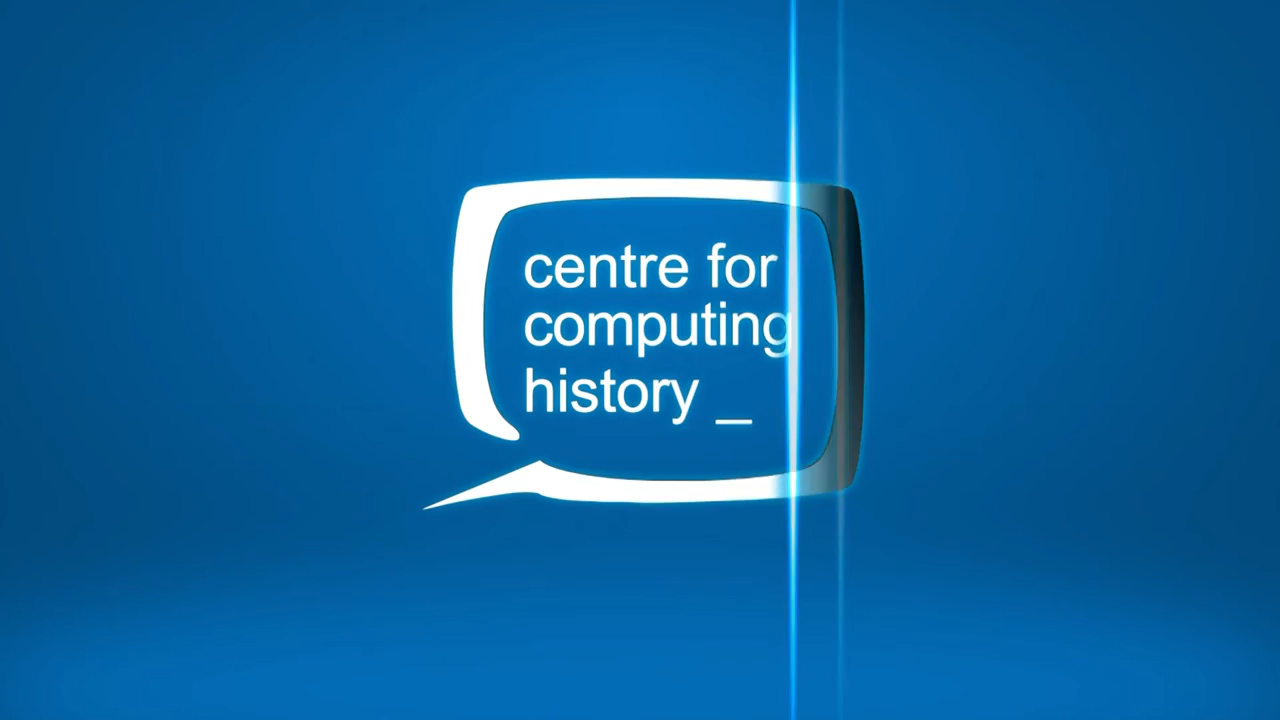 centre for
computing
history _